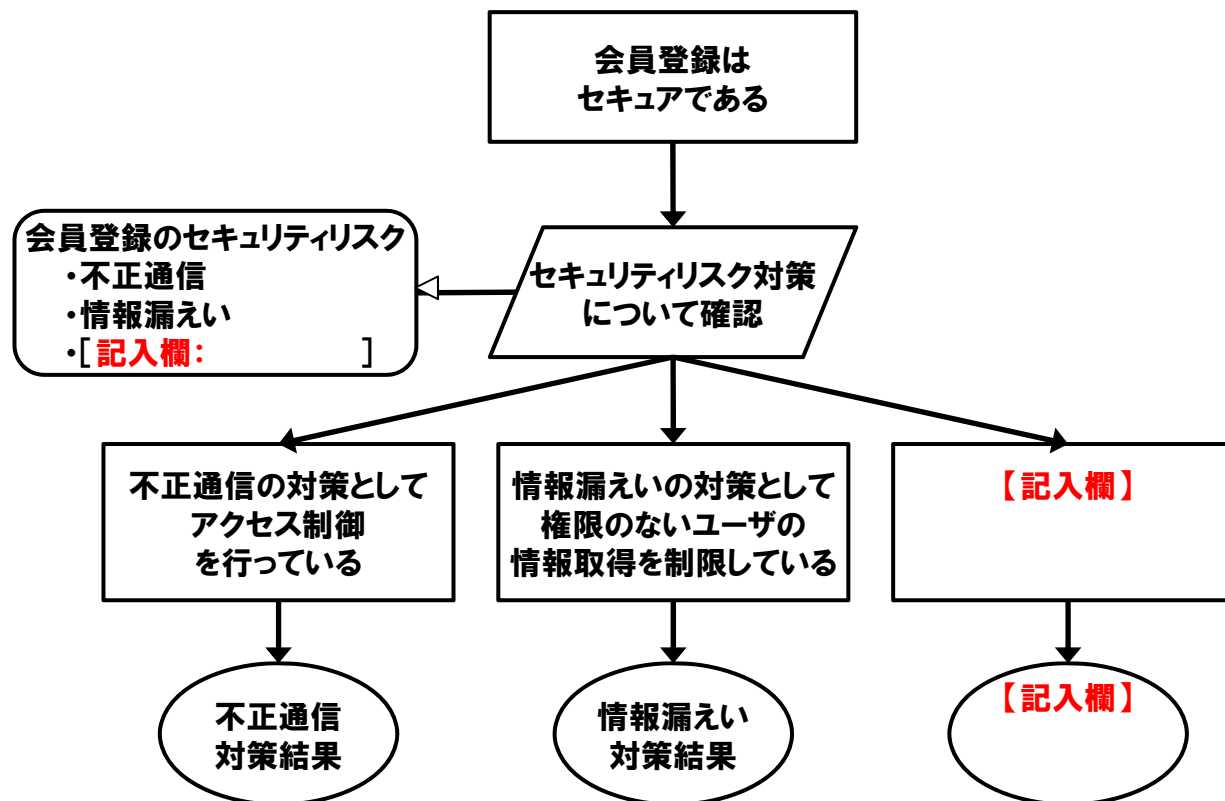 会員登録は
セキュアである
会員登録のセキュリティリスク
・不正通信
・情報漏えい
・[記入欄： ]
セキュリティリスク対策
について確認
不正通信の対策として
アクセス制御
を行っている
情報漏えいの対策として
権限のないユーザの
情報取得を制限している
【記入欄】
不正通信
対策結果
情報漏えい
対策結果
【記入欄】